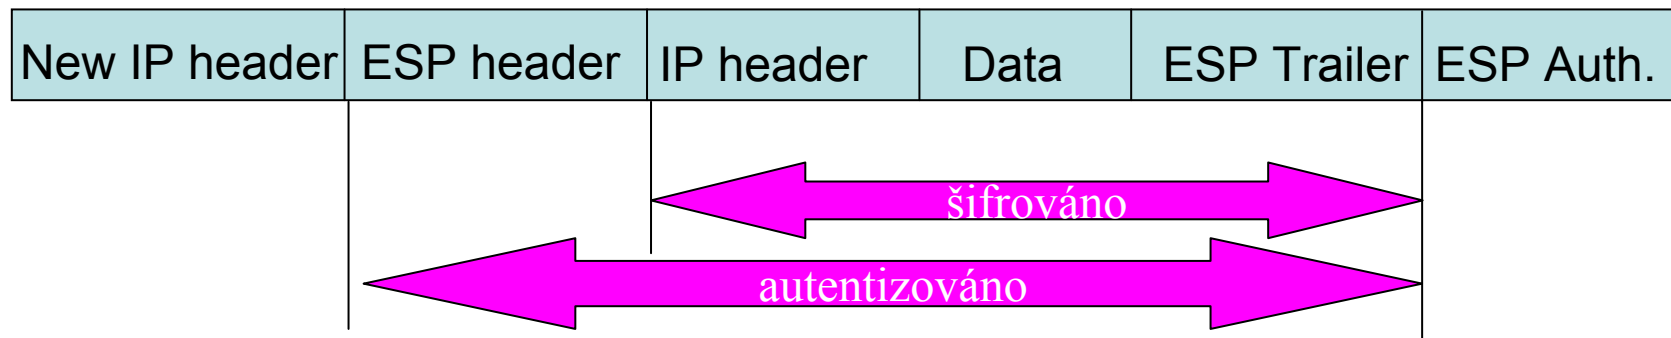 New IP header ESP header IP header Data ESP Trailer ESP Auth.
šifrováno
autentizováno